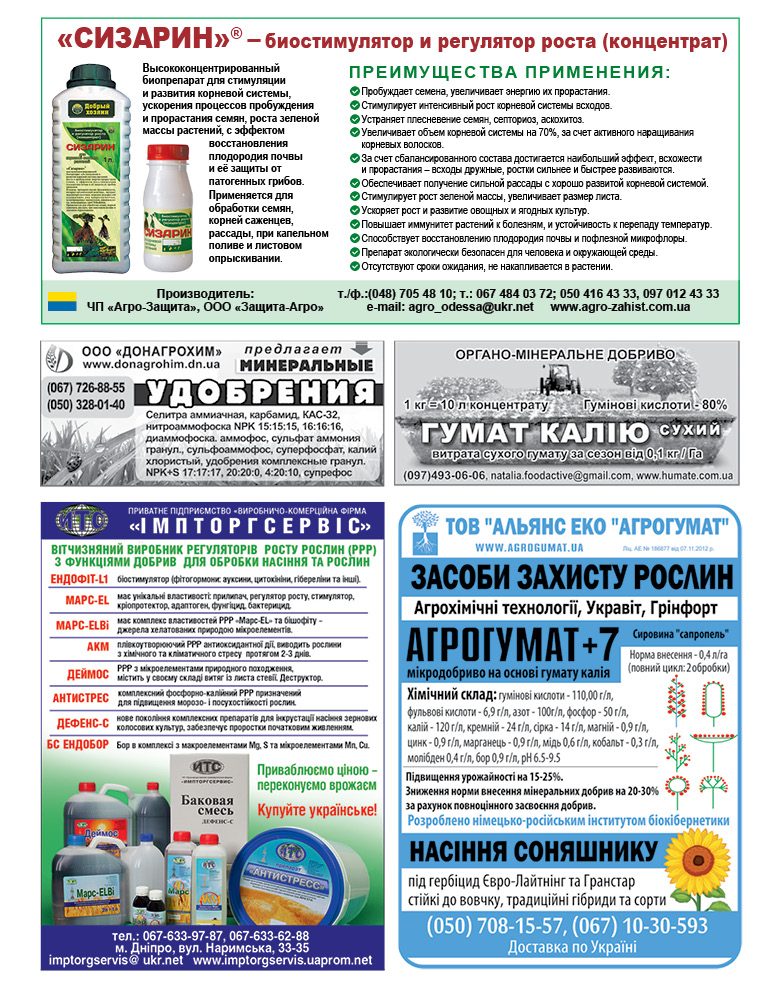 «СИЗАРИН»® – биостимулятор и регулятор роста (концентрат)
Высококонцентрированный
биопрепарат для стимуляции
и развития корневой системы,
ускорения процессов пробуждения
и прорастания семян, роста зеленой
массы растений, с эффектом
восстановления
плодородия почвы
и её защиты от
патогенных грибов.
Применяется для
обработки семян,
корней саженцев,
рассады, при капельном
поливе и листовом
опрыскивании.
Добрый хозяин
Биостимулятор
и регулятор роста
(концентрат)
СИЗАРИН
1 л
СИЗАРИН
ПРЕИМУЩЕСТВА ПРИМЕНЕНИЯ:
Пробуждает семена, увеличивает энергию их прорастания.
Стимулирует интенсивный рост корневой системы всходов.
Устраняет плесневение семян, септориоз, аскохитоз.
Увеличивает объем корневой системы на 70%, за счет активного наращивания
корневых волосков.
За счет сбалансированного состава достигается наибольший эффект, всхожести
и прорастания – всходы дружные, ростки сильнее и быстрее развиваются.
Обеспечивает получение сильной рассады с хорошо развитой корневой системой.
Стимулирует рост зеленой массы, увеличивает размер листа.
Ускоряет рост и развитие овощных и ягодных культур.
Повышает иммунитет растений к болезням, и устойчивость к перепаду температур.
Способствует восстановлению плодородия почвы и пофлезной микрофлоры.
Препарат экологически безопасен для человека и окружающей среды.
Отсутствуют сроки ожидания, не накапливается в растении.
Производитель:
ЧП «Агро-Защита», ООО «Защита-Агро»
т./ф.:(048) 705 48 10; т.: 067 484 03 72; 050 416 43 33, 097 012 43 33
e-mail: agro_odessa@ukr.net www.agro-zahist.com.ua
ООО «ДОНАГРОХИМ»
www.donagrohim.dn.ua
предлагает
МИНЕРАЛЬНЫЕ
(067) 726-88-55
(050) 328-01-40
УДОБРЕНИЯ
Селитра аммиачная, карбамид, КАС-32,
нитроаммофоска NPK 15:15:15, 16:16:16,
диаммофоска. аммофос, сульфат аммония
гранул., сульфоаммофос, суперфосфат, калий
хлористый, удобрения комплексные гранул.
NPK+S 17:17:17, 20:20:0, 4:20:10, супрефос
ОРГАНО-МІНЕРАЛЬНЕ ДОБРИВО
1 кг = 10 л концентрату Гумінові кислоти - 80%
ГУМАТ КАЛІЮ СУХИЙ
витрата сухого гумату за сезон від 0,1 кг / Га
(097)493-06-06, natalia.foodactive@gmail.com, www.humate.com.ua
ИТС
ПРИВАТНЕ ПІДПРИЄМСТВО «ВИРОБНИЧО-КОМЕРЦІЙНА ФІРМА
«ІМПТОРГСЕРВІС»
ВІТЧИЗНЯНИЙ ВИРОБНИК РЕГУЛЯТОРІВ РОСТУ РОСЛИН (РРР)
З ФУНКЦІЯМИ ДОБРИВ ДЛЯ ОБРОБКИ НАСІННЯ ТА РОСЛИН
ЕНДОФІТ-L1 біостимулятор (фітогормони: ауксини, цитокініни, гібереліни та інші).
МАРС-EL має унікальні властивості: прилипач, регулятор росту, стимулятор,
кріопротектор, адаптоген, фунгіцид, бактерицид.
МАРС-ELBi має комплекс властивостей РРР «Марс-EL» та бішофіту –
джерела хелатованих природою мікроелементів.
АКМ плівкоутворюючий РРР антиоксидантної дії, виводить рослини
з хімічного та кліматичного стресу протягом 2-3 днів.
ДЕЙМОС РРР з мікроелементами природного походження,
містить у своєму складі витяг із листа стевії. Деструктор.
АНТИСТРЕС комплексний фосфорно-калійний РРР призначений
для підвищення морозо- і посухостійкості рослин.
ДЕФЕНС-С нове покоління комплексних препаратів для інкрустації насіння зернових
колосових культур, забезпечує проростки початковим живленням.
БС ЕНДОБОР Бор в комплексі з макроелементами Mg, S та мікроелементами Mn, Cu.
ИТС
Баковая
смесь
ДЕФЕНС-С
Деймос
Марс-ELBi
Марс
ИТС
«АНТИСТРЕСС»
Приваблюємо ціною –
переконуємо врожаєм
Купуйте українське!
тел.: 067-633-97-87, 067-633-62-88
м. Дніпро, вул. Наримська, 33-35
imptorgservis@ ukr.net www.imptorgservis.uaprom.net
ТОВ "АЛЬЯНС ЕКО "АГРОГУМАТ"
WWW.AGROGUMAT.UA Ліц. АЕ № 186877 від 07.11.2012 р.
ЗАСОБИ ЗАХИСТУ РОСЛИН
Агрохімічні технології, Укравіт, Грінфорт
АГРОГУМАТ+7
мікродобриво на основі гумату калія
Сировина "сапропель"
Норма внесення - 0,4 л/га
(повний цикл: 2 обробки)
Хімічний склад: гумінові кислоти - 110,00 г/л,
фульвові кислоти - 6,9 г/л, азот - 100г/л, фосфор - 50 г/л,
калій - 120 г/л, кремній - 24 г/л, сірка - 14 г/л, магній - 0,9 г/л,
цинк - 0,9 г/л, марганець - 0,9 г/л, мідь 0,6 г/л, кобальт - 0,3 г/л,
молібден 0,4 г/л, бор 0,9 г/л, рН 6.5-9.5
Підвищення урожайності на 15-25%.
Зниження норми внесення мінеральних добрив на 20-30%
за рахунок повноцінного засвоєння добрив.
Розроблено німецько-російським інститутом біокібернетики
НАСІННЯ СОНЯШНИКУ
під гербіцид Євро-Лайтнінг та Гранстар
стійкі до вовчку, традиційні гібриди та сорти
(050) 708-15-57, (067) 10-30-593
Доставка по Україні